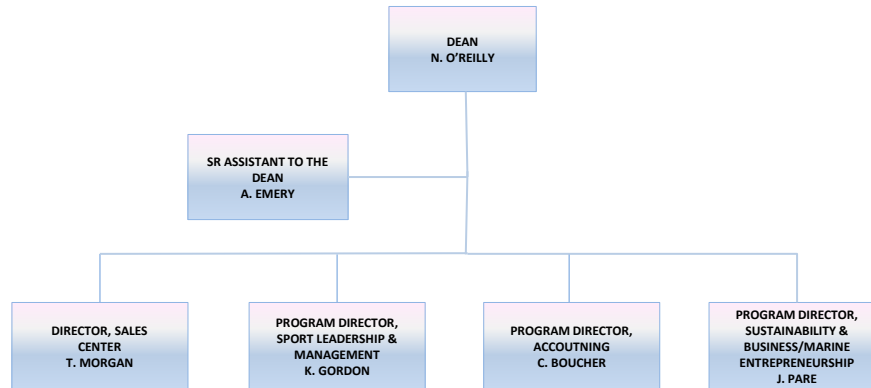 DEAN
N. O'REILLY
SR ASSISTANT TO THE
DEAN
A. EMERY
DIRECTOR, SALES
CENTER
T. MORGAN
PROGRAM DIRECTOR,
SPORT LEADERSHIP &
MANAGEMENT
K. GORDON
PROGRAM DIRECTOR,
ACCOUTNING
C. BOUCHER
PROGRAM DIRECTOR,
SUSTAINABILITY &
BUSINESS/MARINE
ENTREPRENEURSHIP
J. PARE